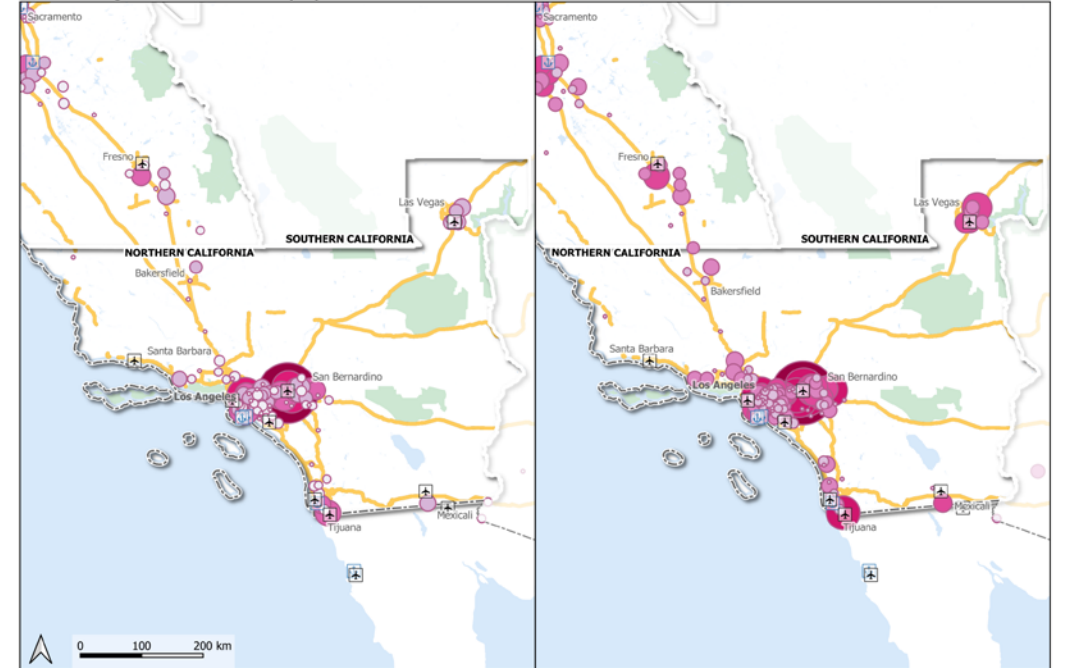 Sacramento
Fresno
Las Vegas
SOUTHERN CALIFORNIA
NORTHERN CALIFORNIA
Bakersfield
Santa Barbara
San Bernardino
Los Angeles
Mexicali
Tijuana
0 100 200 km
Sacramento
Fresno
Las Vegas
SOUTHERN CALIFORNIA
NORTHERN CALIFORNIA
Bakersfield
Santa Barbara
San Bernardino
Los Angeles
Mexicali
Tijuana